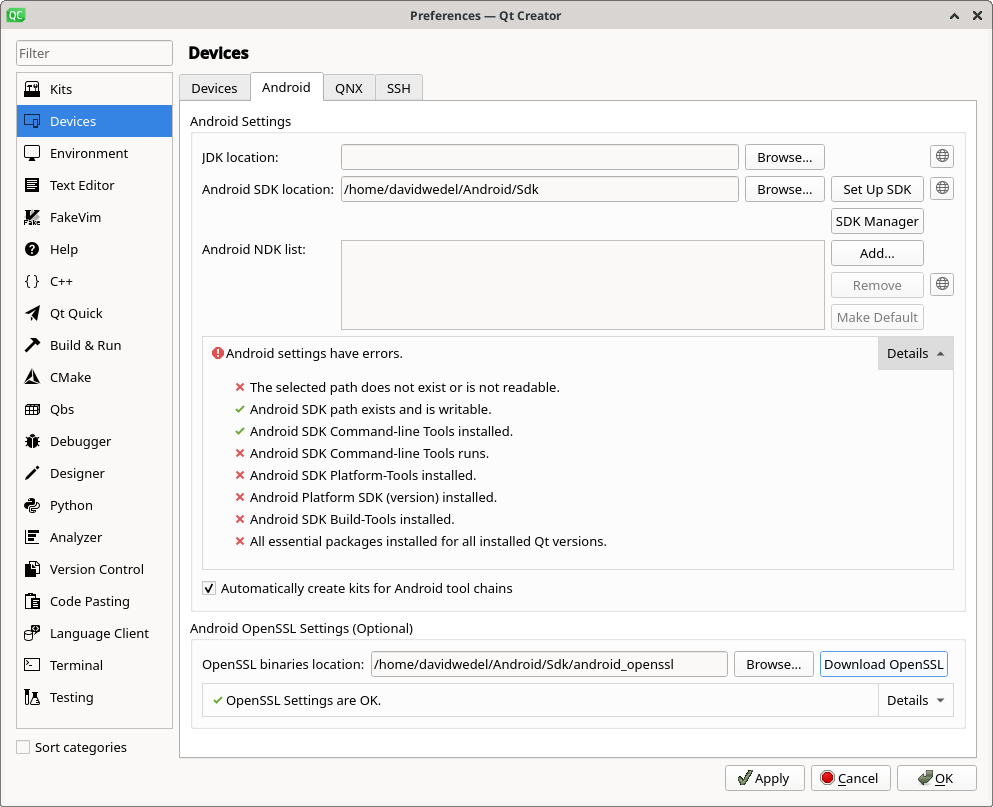 QC
Preferences — Qt Creator
Filter
Devices
Kits
Devices
Environment
Text Editor
FakeVim
Help
C++
Qt Quick
Build & Run
CMake
Qbs
Debugger
Designer
Python
Analyzer
Version Control
Code Pasting
Language Client
Terminal
Testing
Sort categories
Devices Android QNX SSH
Android Settings
JDK location: Browse...
Android SDK location: /home/davidwedel/Android/Sdk Browse... Set Up SDK
SDK Manager
Android NDK list: Add...
Remove
Make Default
Android settings have errors. Details
The selected path does not exist or is not readable.
Android SDK path exists and is writable.
Android SDK Command-line Tools installed.
Android SDK Command-line Tools runs.
Android SDK Platform-Tools installed.
Android Platform SDK (version) installed.
Android SDK Build-Tools installed.
All essential packages installed for all installed Qt versions.
Automatically create kits for Android tool chains
Android OpenSSL Settings (Optional)
OpenSSL binaries location: /home/davidwedel/Android/Sdk/android_openssl Browse... Download OpenSSL
OpenSSL Settings are OK. Details
Apply Cancel OK